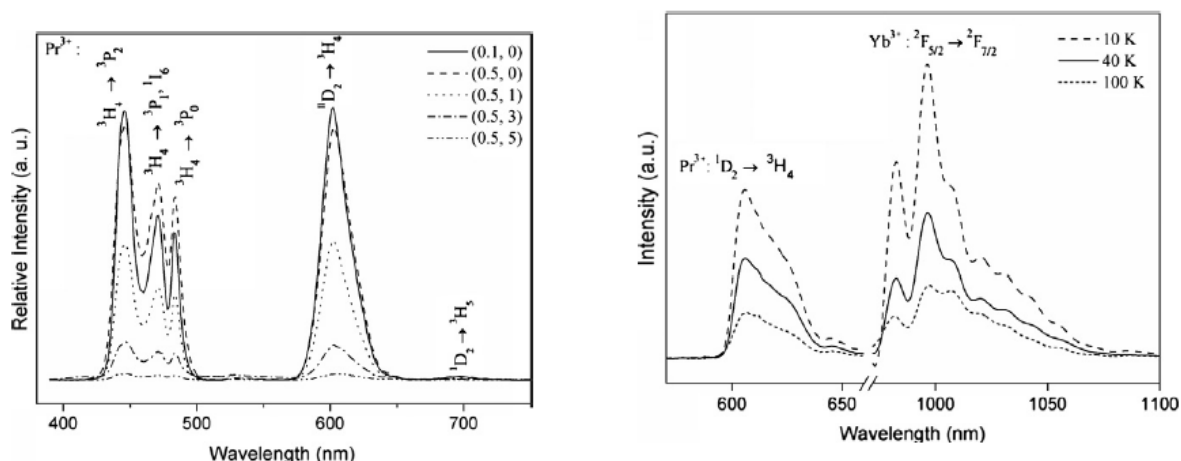 Pr³⁺ :
³H₄ → ³P₂
³H₄ → ³P₁, ¹I₆
³H₄ → ³P₀
¹D₂ → ³H₄
¹D₂ → ³H₅
(0.1, 0)
(0.5, 0)
(0.5, 1)
(0.5, 3)
(0.5, 5)
Relative Intensity (a. u.)
400
500
600
700
Wavelength (nm)
Yb³⁺ : ²F₅/₂ → ²F₇/₂
10 K
40 K
100 K
Pr³⁺: ¹D₂ → ³H₄
Intensity (a.u.)
600
650
1000
1050
1100
Wavelength (nm)